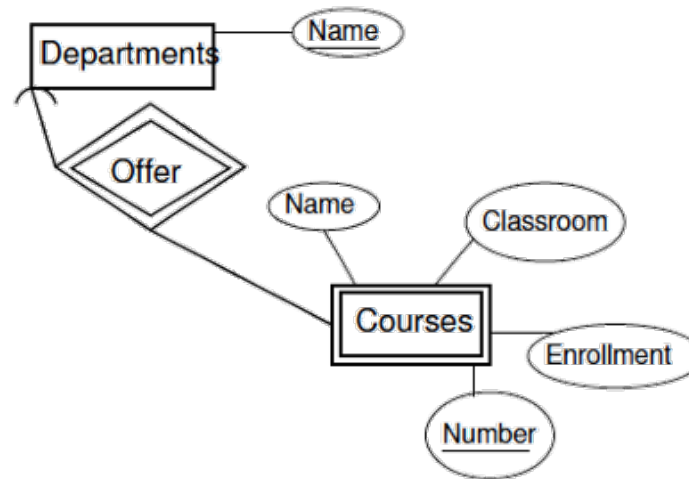 Departments
Name
Offer
Name
Classroom
Courses
Enrollment
Number